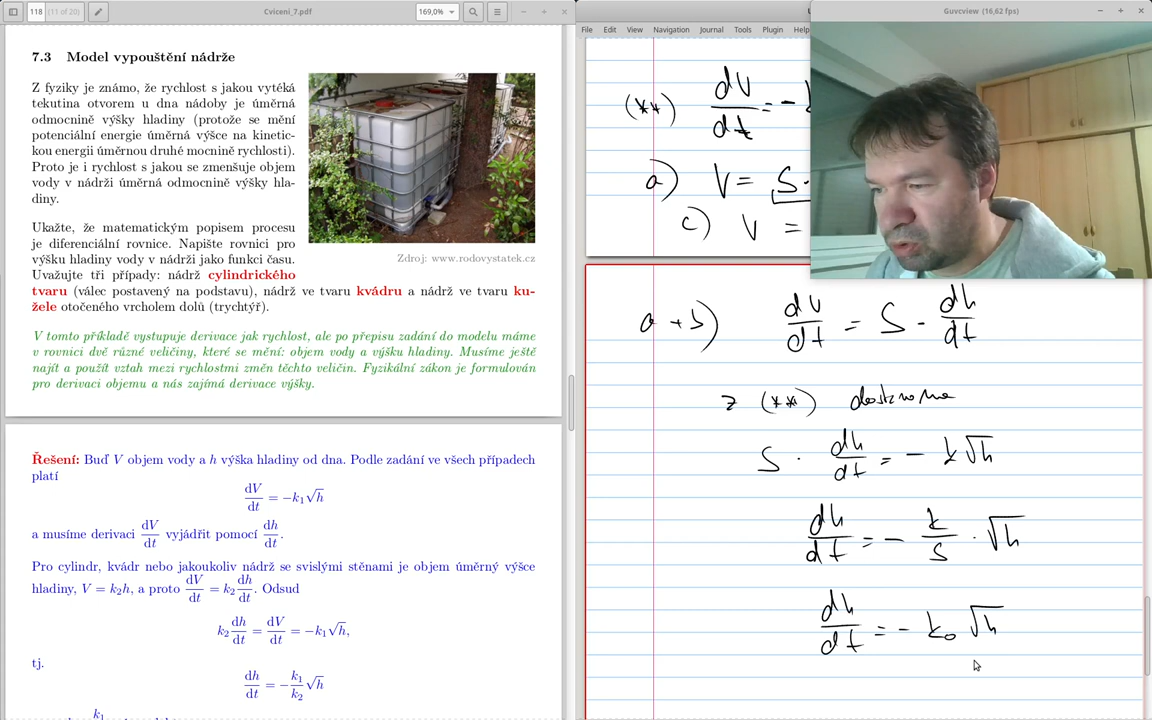 118 (11 of 20)
Cviceni_7.pdf
169,0%
7.3 Model vypouštění nádrže
Z fyziky je známo, že rychlost s jakou vytéká
tekutina otvorem u dna nádoby je úměrná
odmocnině výšky hladiny (protože se mění
potenciální energie úměrná výšce na kinetic-
kou energii úměrnou druhé mocnině rychlosti).
Proto je i rychlost s jakou se zmenšuje objem
vody v nádrži úměrná odmocnině výšky hla-
diny.
Ukažte, že matematickým popisem procesu
je diferenciální rovnice. Napište rovnici pro
výšku hladiny vody v nádrži jako funkci času.
Uvažujte tři případy: nádrž cylindrického
tvaru (válec postavený na podstavu), nádrž ve tvaru kvádru a nádrž ve tvaru ku-
žele otočeného vrcholem dolů (trychtýř).
Zdroj: www.rodovystatek.cz
V tomto příkladě vystupuje derivace jak rychlost, ale po přepisu zadání do modelu máme
v rovnici dvě různé veličiny, které se mění: objem vody a výšku hladiny. Musíme ještě
najít a použít vztah mezi rychlostmi změn těchto veličin. Fyzikální zákon je formulován
pro derivaci objemu a nás zajímá derivace výšky.
Řešení: Buď V objem vody a h výška hladiny od dna. Podle zadání ve všech případech
platí
dV/dt = −k₁√h
a musíme derivaci dV/dt vyjádřit pomocí dh/dt.
Pro cylindr, kvádr nebo jakoukoliv nádrž se svislými stěnami je objem úměrný výšce
hladiny, V = k₂h, a proto dV/dt = k₂ dh/dt. Odsud
k₂ dh/dt = dV/dt = −k₁√h,
tj.
dh/dt = −k₁/k₂ √h
k₁
File Edit View Navigation Journal Tools Plugin Help
Guvcview (16,62 fps)
(**) dV/dt = −
a) V = S ·
c) V =
a+b) dV/dt = S · dh/dt
z (**) dostaneme
S · dh/dt = − k√h
dh/dt = − k/S · √h
dh/dt = − k₀ √h